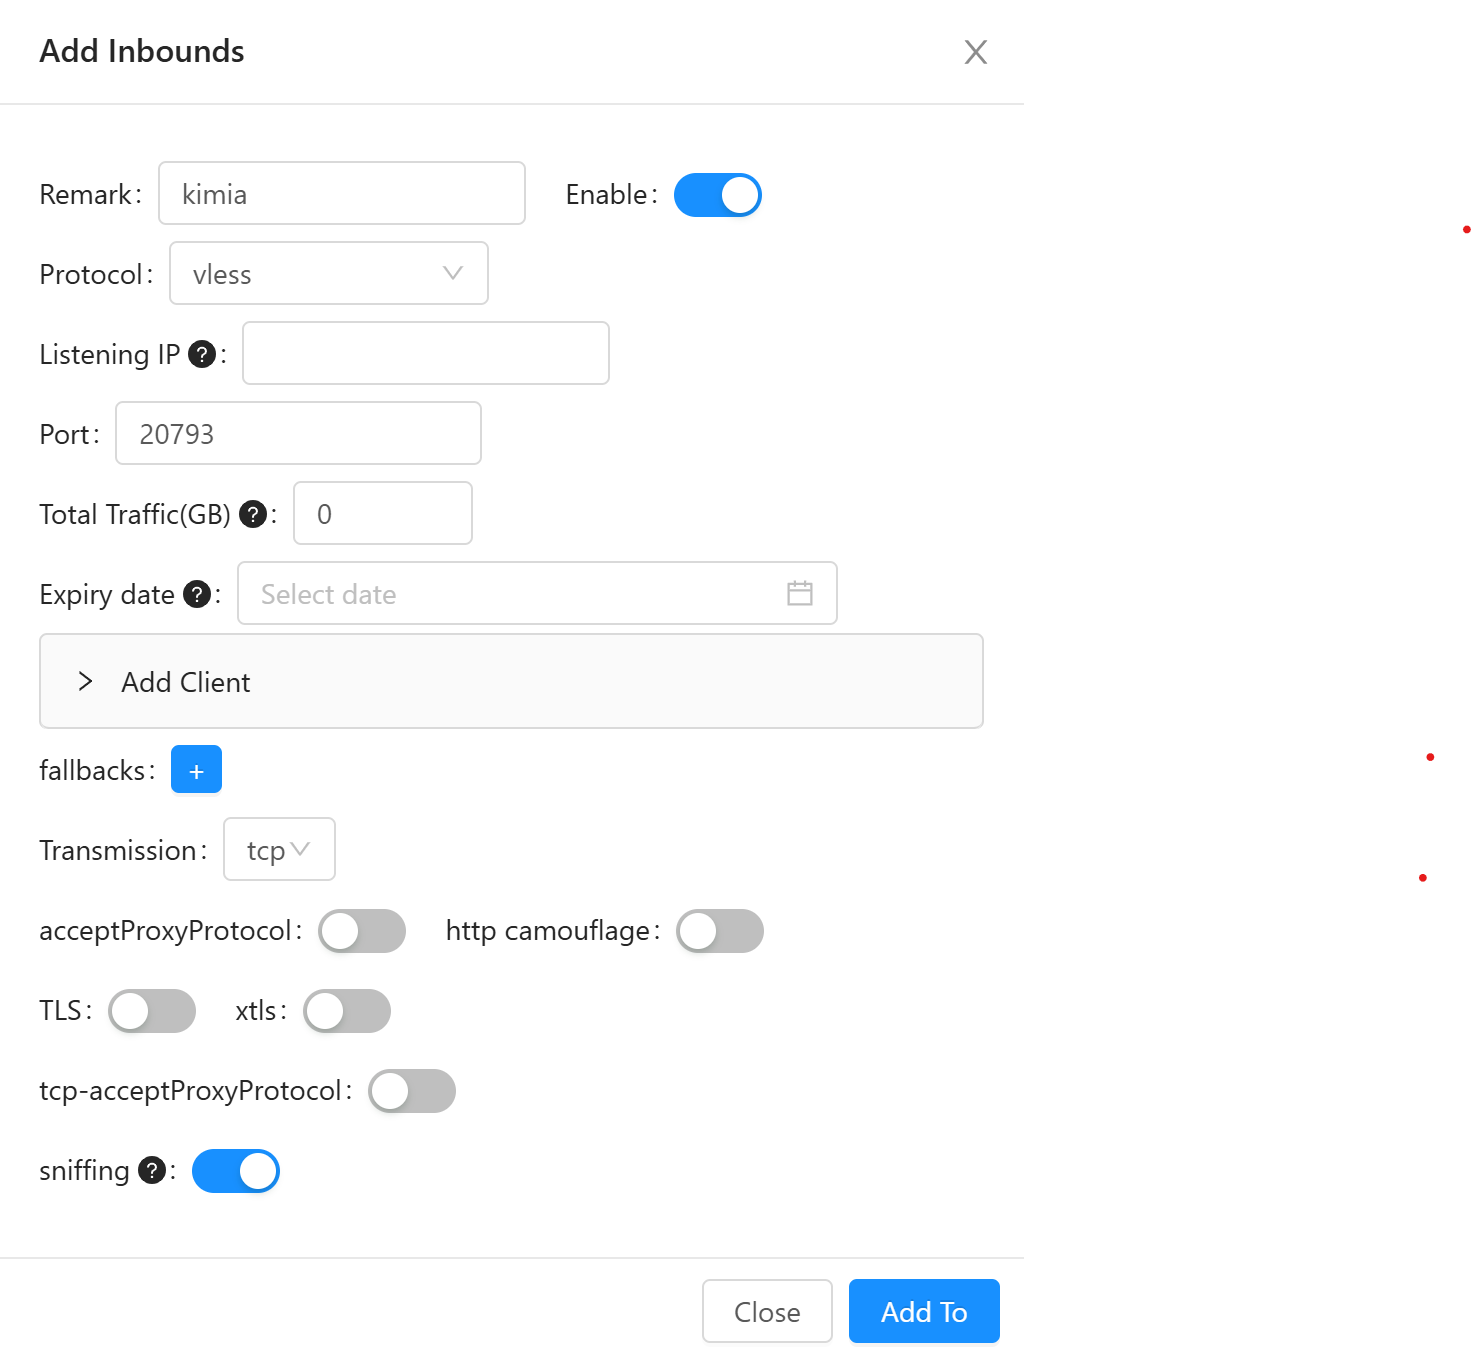 Add Inbounds
Remark: kimia Enable:
Protocol: vless
Listening IP ?:
Port: 20793
Total Traffic(GB) ?: 0
Expiry date ?: Select date
Add Client
fallbacks: +
Transmission: tcp
acceptProxyProtocol: http camouflage:
TLS: xtls:
tcp-acceptProxyProtocol:
sniffing ?:
Close Add To